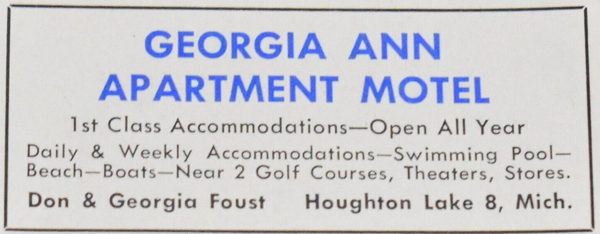 GEORGIA ANN
APARTMENT MOTEL
1st Class Accommodations—Open All Year
Daily & Weekly Accommodations—Swimming Pool—
Beach—Boats—Near 2 Golf Courses, Theaters, Stores.
Don & Georgia Foust Houghton Lake 8, Mich.